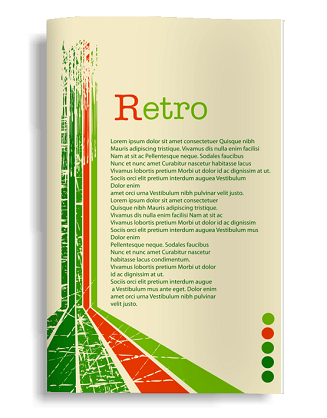 Retro
Lorem ipsum dolor sit amet consectetuer Quisque nibh
Mauris adipiscing tristique. Vivamus dis nulla enim facilisis
Nam at sit ac Pellentesque neque. Sodales faucibus
Nunc et nunc amet Curabitur nascetur habitasse lacus
Vivamus lobortis pretium Morbi ut dolor id ac dignissim at ut.
Sociis orci elit pretium interdum augue4 Vestibulum
Dolor enim
amet orci urna Vivamus nibh pulvinar velit justo.
Lorem ipsum dolor sit amet consectetuer
Quisque nibh Mauris adipiscing tristique.
Vivamus dis nulla enim facilisis Nam at sit ac
Vivamus lobortis pretium Morbi ut dolor id ac dignissim
Sociis orci elit pretium interdum augue Vestibulum mus
Dolor enim
Pellentesque neque. Sodales faucibus
Nunc et nunc amet Curabitur nascetur
habitasse lacus condimentum.
Vivamus lobortis pretium Morbi ut dolor
id ac dignissim at ut.
Sociis orci elit pretium interdum augue
a Vestibulum mus ante eget. Dolor enim
amet orci urna Vivamus nibh pulvinar
velit justo.